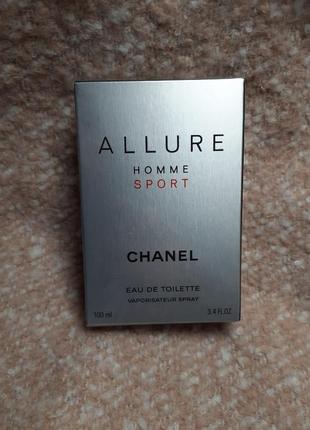 ALLURE
HOMME
SPORT
CHANEL
EAU DE TOILETTE
VAPORISATEUR SPRAY
100 ml 3.4 FL.OZ